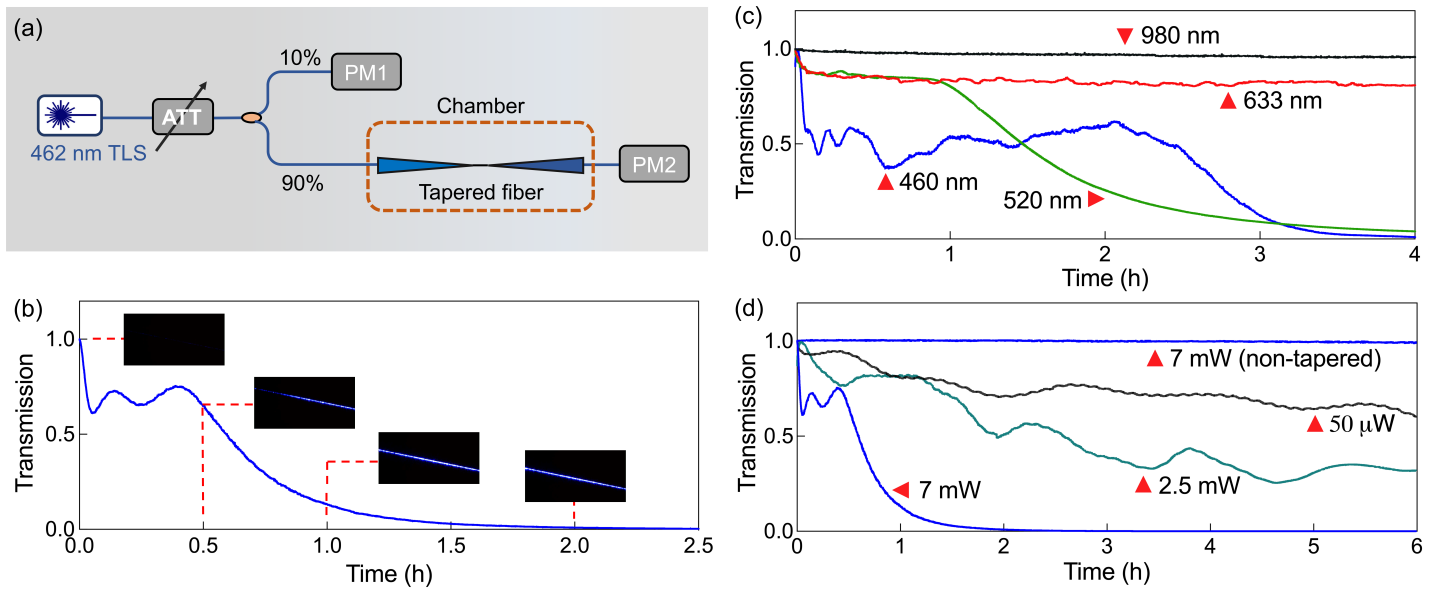 (a)
10%
PM1
Chamber
ATT
462 nm TLS
90%
Tapered fiber
PM2
(b)
Transmission
1.0
0.5
0.0
0.0 0.5 1.0 1.5 2.0 2.5
Time (h)
(c)
Transmission
1.0
0.5
0.0
980 nm
633 nm
460 nm
520 nm
0 1 2 3 4
Time (h)
(d)
Transmission
1.0
0.5
0.0
7 mW (non-tapered)
50 μW
2.5 mW
7 mW
0 1 2 3 4 5 6
Time (h)